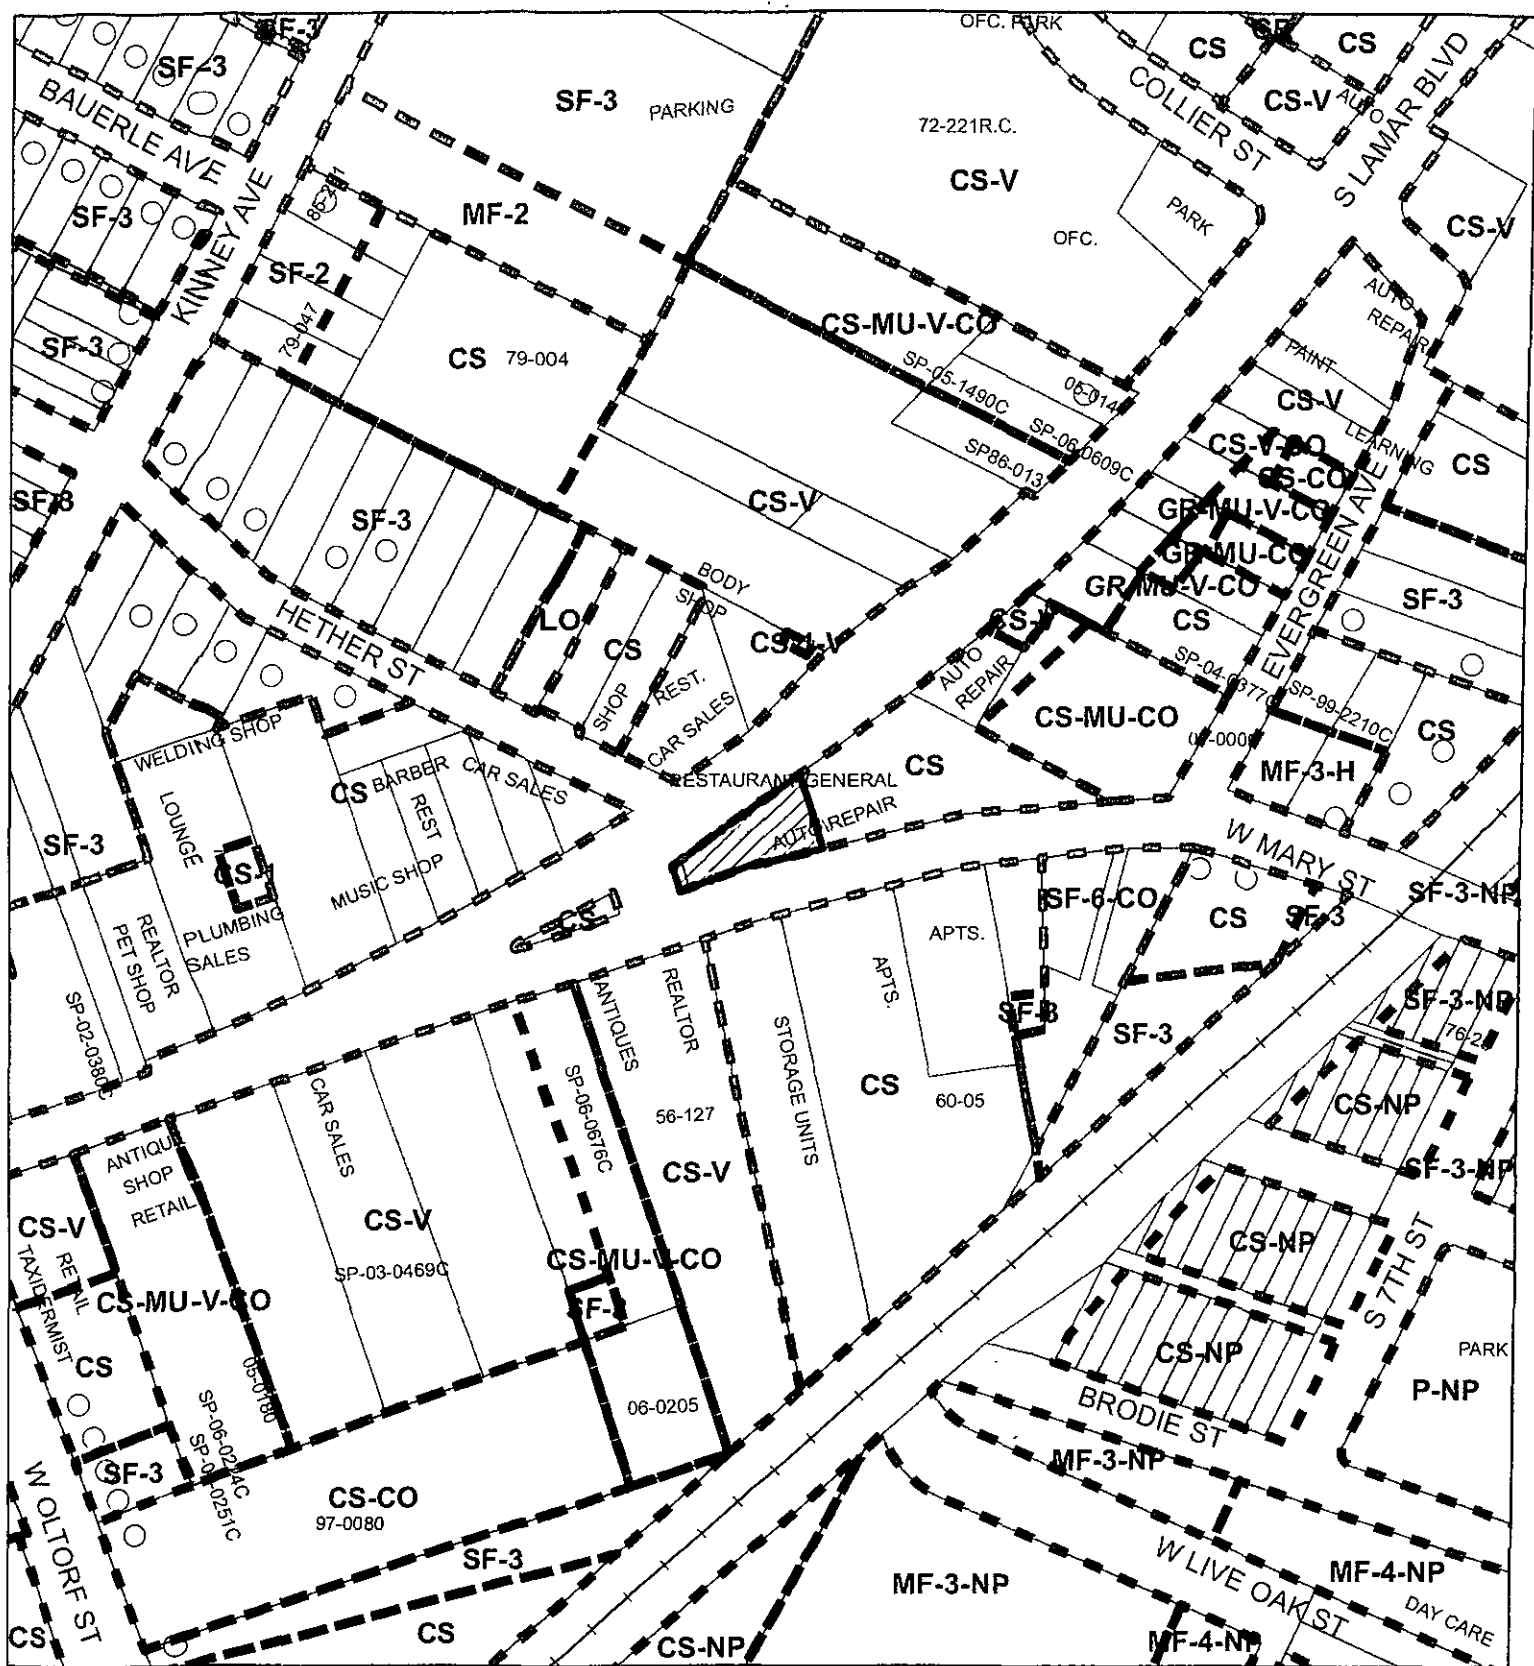 OFC. PARK
SF-3
CS
CS
SF-3
SF-3
PARKING
COLLIER ST
CS-V
AUTO
S LAMAR BLVD
BAUERLE AVE
72-221R.C.
CS-V
PARK
SF-3
KINNEY AVE
MF-2
OFC.
CS-V
SF-2
79-047
AUTO
REPAIR
SF-3
CS
79-004
CS-MU-V-CO
SP-05-1490C
05-014
PAINT
CS-V
SP-06-0609C
SP86-013
CS-V-CO
LEARNING
CS
CS-CO
SF-3
SF-3
CS-V
GR-MU-V-CO
EVERGREEN AVE
GR-MU-CO
GR-MU-V-CO
BODY
SHOP
SF-3
HETHER ST
LO
CS
CS-1-V
CS-V
CS
AUTO
REPAIR
SP-04-0377C
SP-99-2210C
SHOP
REST.
CAR SALES
CS-MU-CO
CS
WELDING SHOP
RESTAURANT GENERAL
CS
MF-3-H
CS
BARBER
CAR SALES
REST
LOUNGE
AUTO REPAIR
SF-3
W MARY ST
MUSIC SHOP
SF-6-CO
SF-3-NP
CS
SF-3
CS
APTS.
APTS.
PLUMBING
SALES
REALTOR
PET SHOP
SP-02-0380C
ANTIQUES
REALTOR
STORAGE UNITS
SF-3
SF-3
SF-3-NP
CS
60-05
CS-NP
CAR SALES
SP-06-0676C
56-127
CS-V
SF-3-NP
ANTIQUE
SHOP
RETAIL
CS-V
CS-V
RETAIL
TAXIDERMIST
CS-NP
S 7TH ST
SP-03-0469C
CS-MU-V-CO
CS-MU-V-CO
CS
CS-NP
PARK
P-NP
05-0180
06-0205
BRODIE ST
SF-3
MF-3-NP
W OLTORF ST
CS-CO
97-0080
SF-3
MF-3-NP
W LIVE OAK ST
MF-4-NP
DAY CARE
CS
CS
CS-NP
MF-4-NP